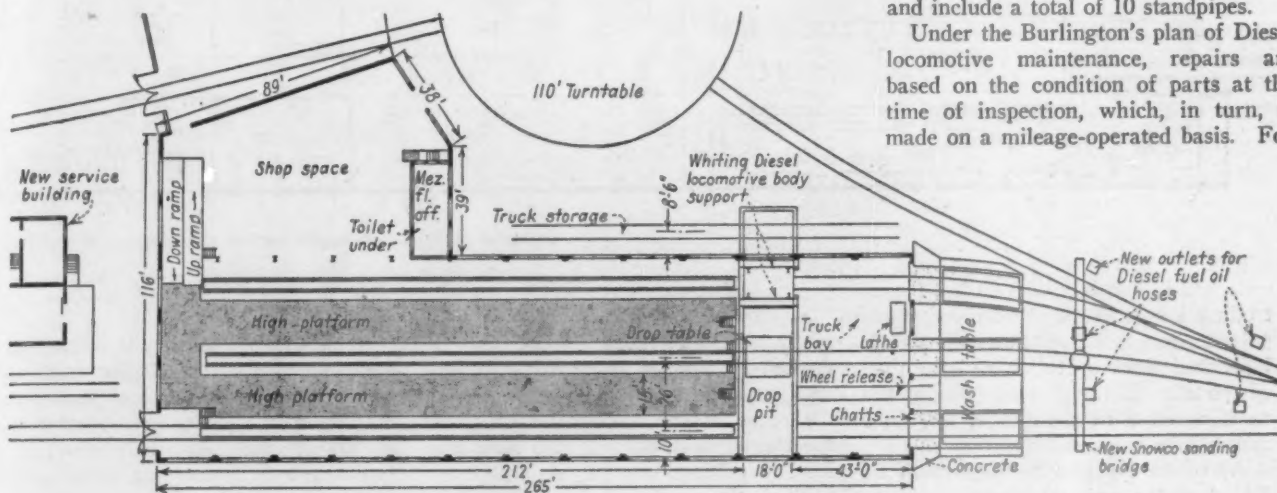 and include a total of 10 standpipes.
Under the Burlington's plan of Dies
locomotive maintenance, repairs a
based on the condition of parts at th
time of inspection, which, in turn,
made on a mileage-operated basis. Fo
89'
38'
110' Turntable
New service
building
Down ramp
Up ramp
Shop space
Mez.
fl.
off.
Toilet
under
39'
Whiting Diesel
locomotive body
support
Truck storage
8'-6"
116'
High platform
High platform
Drop table
Truck
bay
Lathe
Wheel release
Chatts
Drop
pit
Wash table
New outlets for
Diesel fuel oil
hoses
10'
212'
18'-0"
43'-0"
265'
Concrete
New Snowco sanding
bridge